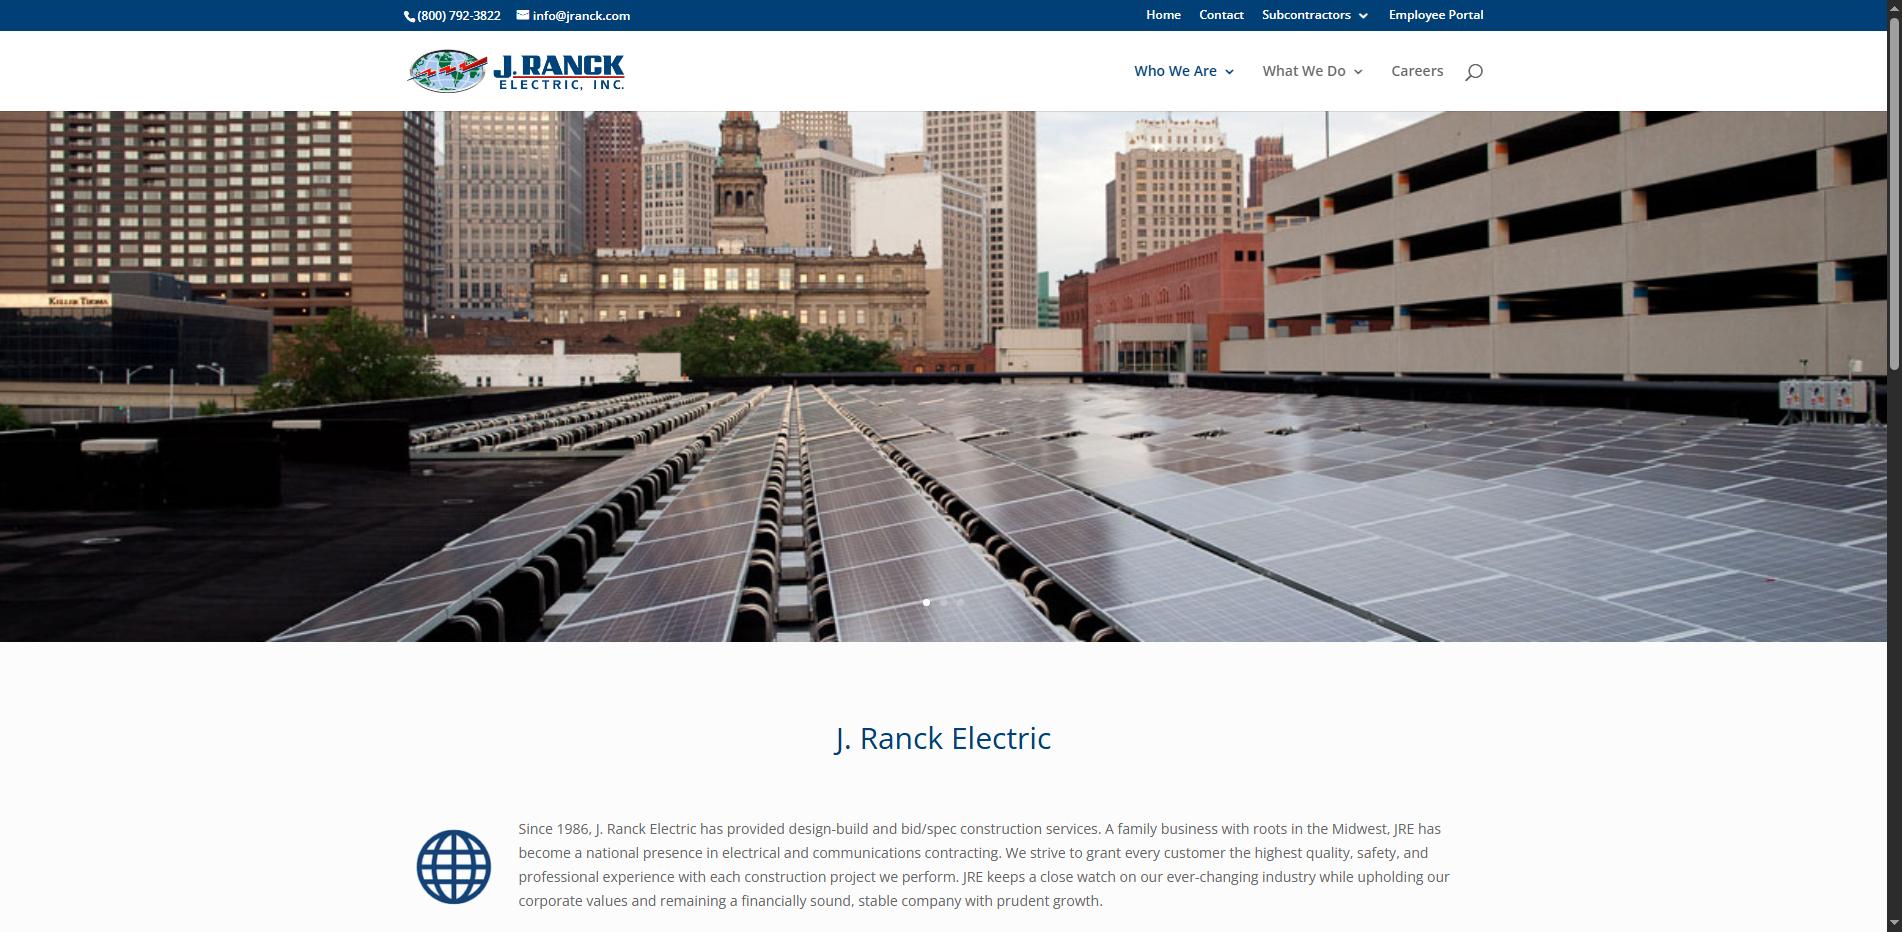 (800) 792-3822 info@jranck.com Home Contact Subcontractors Employee Portal
J. RANCK
ELECTRIC, INC.
Who We Are What We Do Careers
KELLER THOMA
J. Ranck Electric
Since 1986, J. Ranck Electric has provided design-build and bid/spec construction services. A family business with roots in the Midwest, JRE has
become a national presence in electrical and communications contracting. We strive to grant every customer the highest quality, safety, and
professional experience with each construction project we perform. JRE keeps a close watch on our ever-changing industry while upholding our
corporate values and remaining a financially sound, stable company with prudent growth.